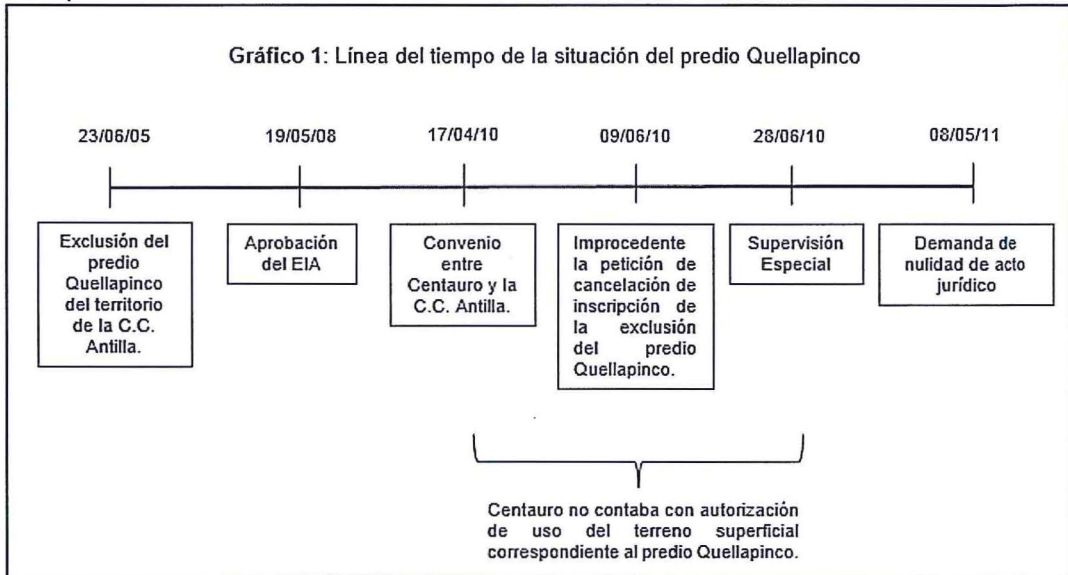 Gráfico 1: Línea del tiempo de la situación del predio Quellapinco
23/06/05
19/05/08
17/04/10
09/06/10
28/06/10
08/05/11
Exclusión del
predio
Quellapinco
del territorio
de la C.C.
Antilla.
Aprobación
del EIA
Convenio
entre
Centauro y la
C.C. Antilla.
Improcedente
la petición de
cancelación de
inscripción de
la exclusión
del predio
Quellapinco.
Supervisión
Especial
Demanda de
nulidad de acto
jurídico
Centauro no contaba con autorización
de uso del terreno superficial
correspondiente al predio Quellapinco.